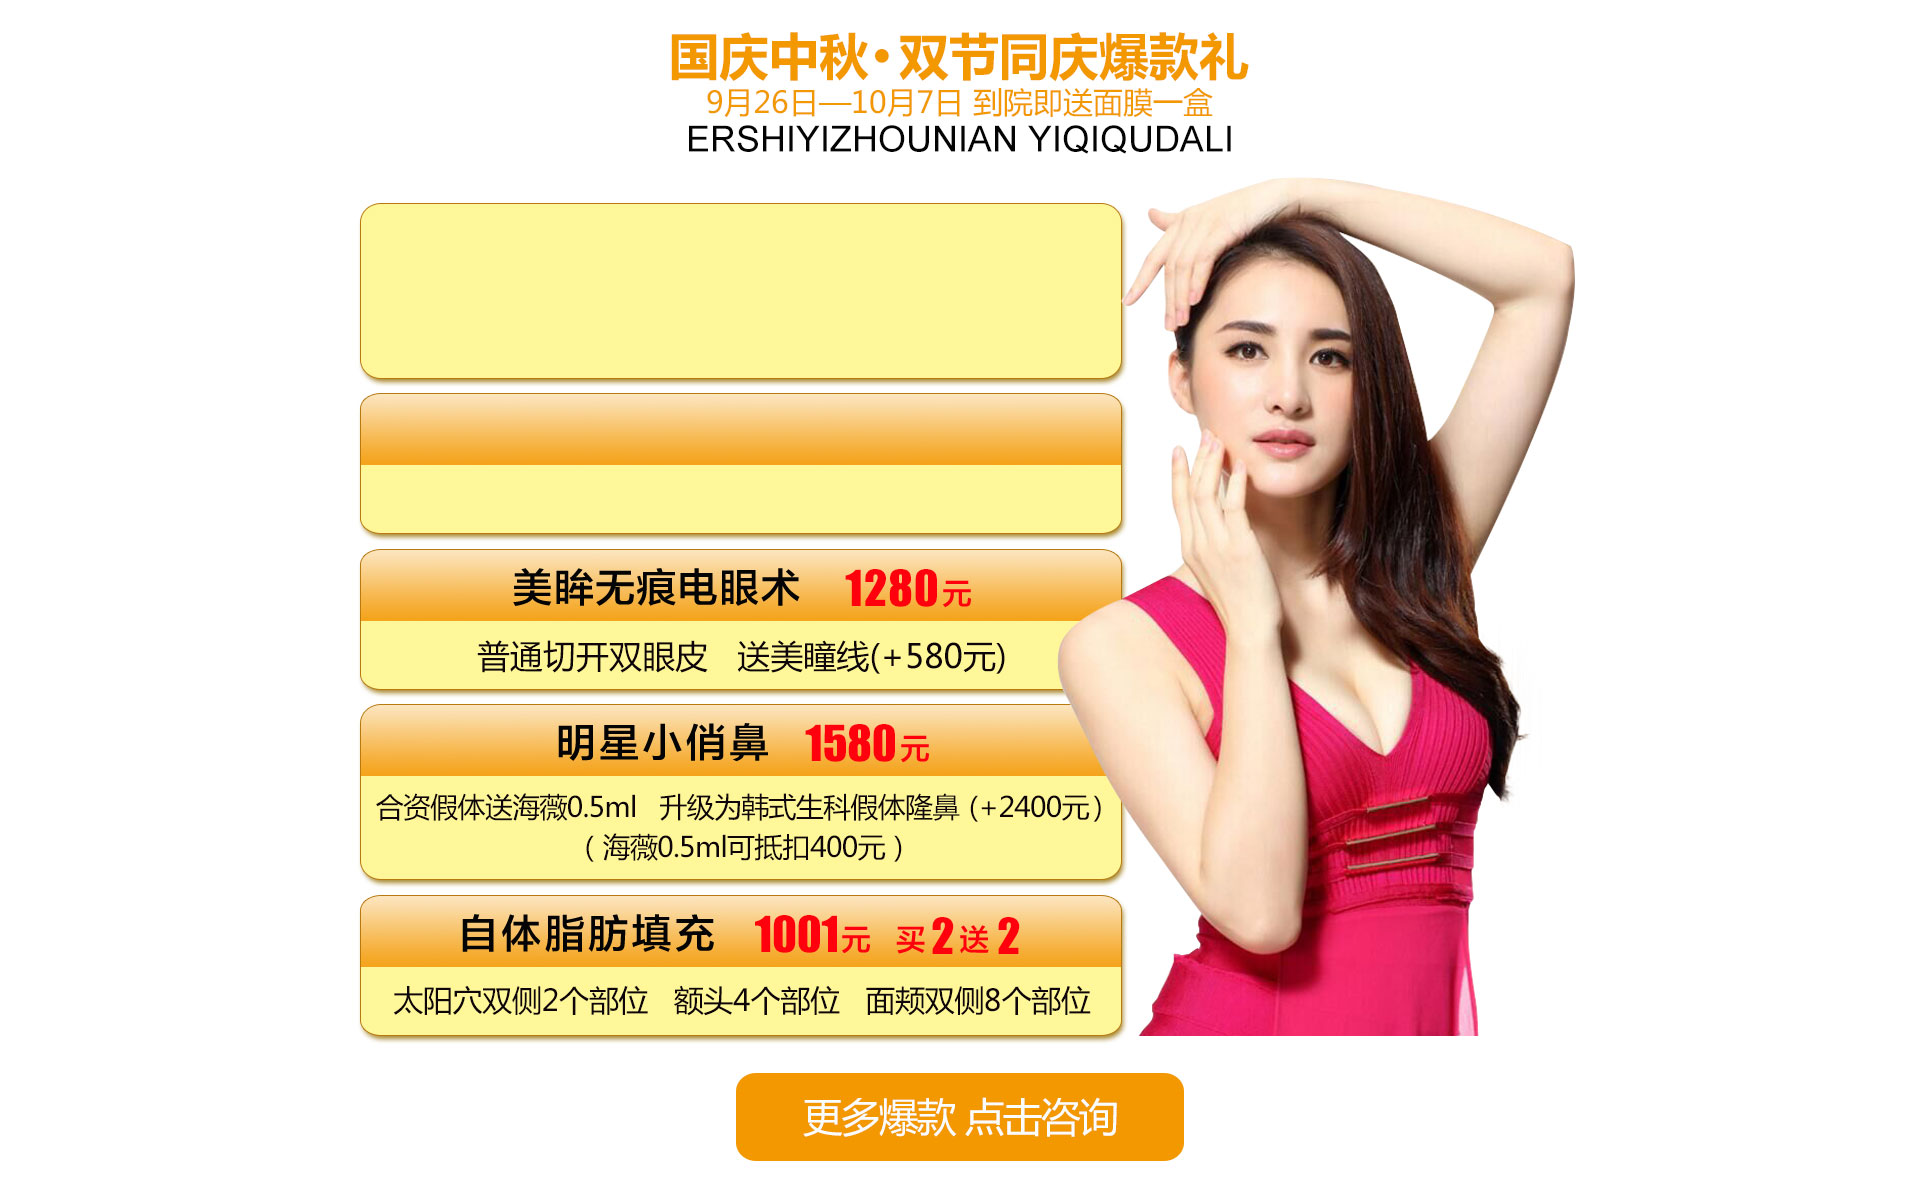 国庆中秋·双节同庆爆款礼
9月26日—10月7日 到院即送面膜一盒
ERSHIYIZHOUNIAN YIQIQUDALI
美眸无痕电眼术 1280元
普通切开双眼皮 送美瞳线(+580元)
明星小俏鼻 1580元
合资假体送海薇0.5ml 升级为韩式生科假体隆鼻（+2400元）
（海薇0.5ml可抵扣400元）
自体脂肪填充 1001元 买2送2
太阳穴双侧2个部位 额头4个部位 面颊双侧8个部位
更多爆款 点击咨询